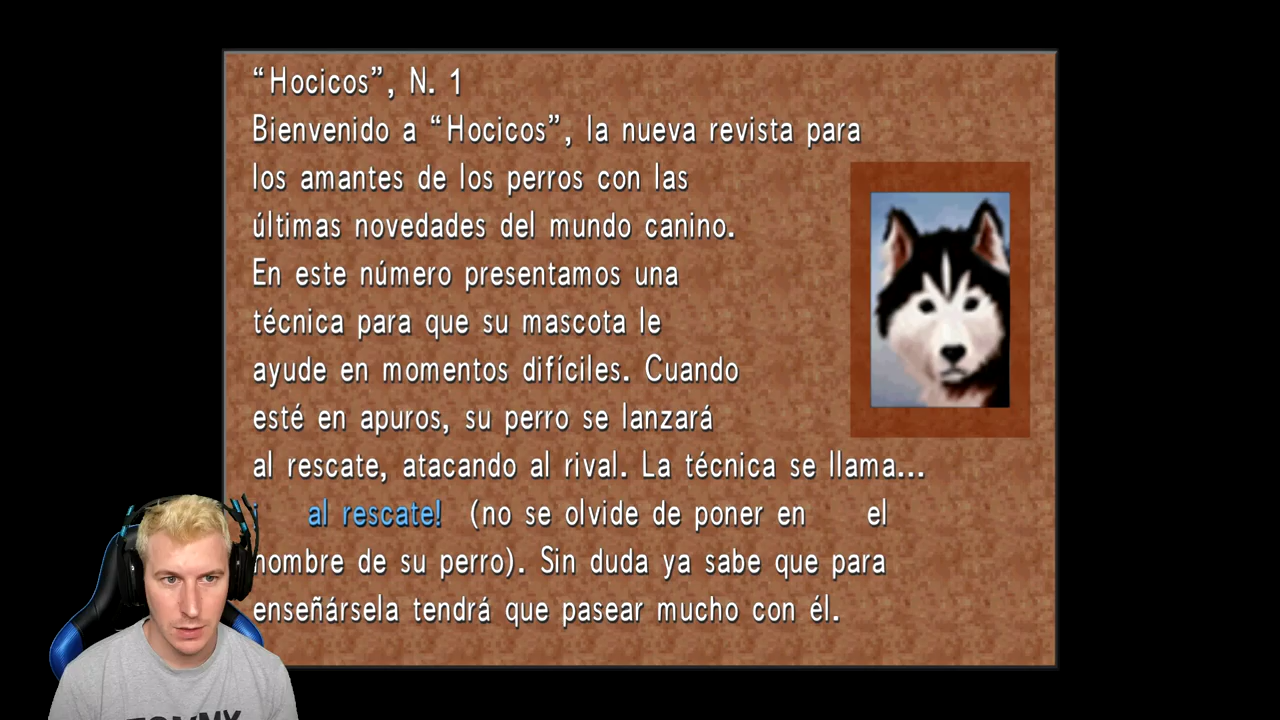 “Hocicos”, N. 1
Bienvenido a “Hocicos”, la nueva revista para
los amantes de los perros con las
últimas novedades del mundo canino.
En este número presentamos una
técnica para que su mascota le
ayude en momentos difíciles. Cuando
esté en apuros, su perro se lanzará
al rescate, atacando al rival. La técnica se llama...
¡ al rescate! (no se olvide de poner en el
nombre de su perro). Sin duda ya sabe que para
enseñársela tendrá que pasear mucho con él.
TOMMY